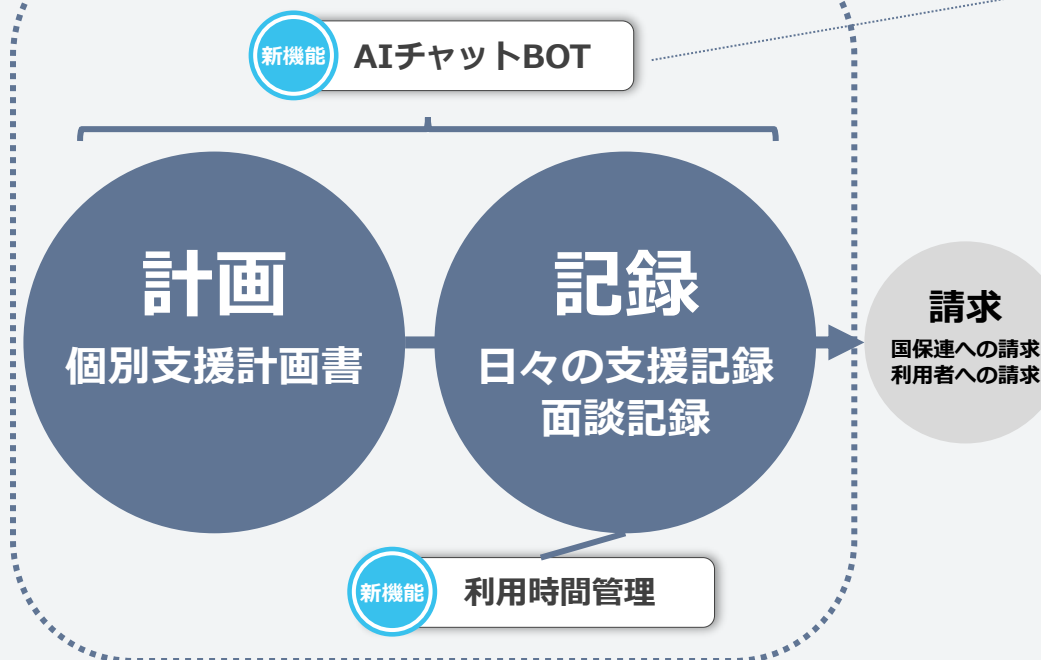 新機能
AIチャットBOT
計画
個別支援計画書
記録
日々の支援記録
面談記録
請求
国保連への請求
利用者への請求
新機能
利用時間管理